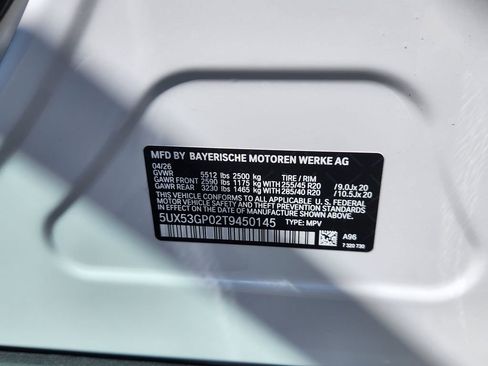 MFD BY BAYERISCHE MOTOREN WERKE AG
04/26
GVWR 5512 lbs 2500 kg TIRE / RIM
GAWR FRONT 2590 lbs 1175 kg WITH 255/45 R20 /9.0Jx 20
GAWR REAR 3230 lbs 1465 kg WITH 285/40 R20 /10.5Jx 20
THIS VEHICLE CONFORMS TO ALL APPLICABLE U.S. FEDERAL
MOTOR VEHICLE SAFETY, BUMPER, AND THEFT
PREVENTION STANDARDS IN EFFECT ON THE DATE OF
MANUFACTURE SHOWN ABOVE.
5UX53GP02T9450145 TYPE: MPV
A96
7 320 730